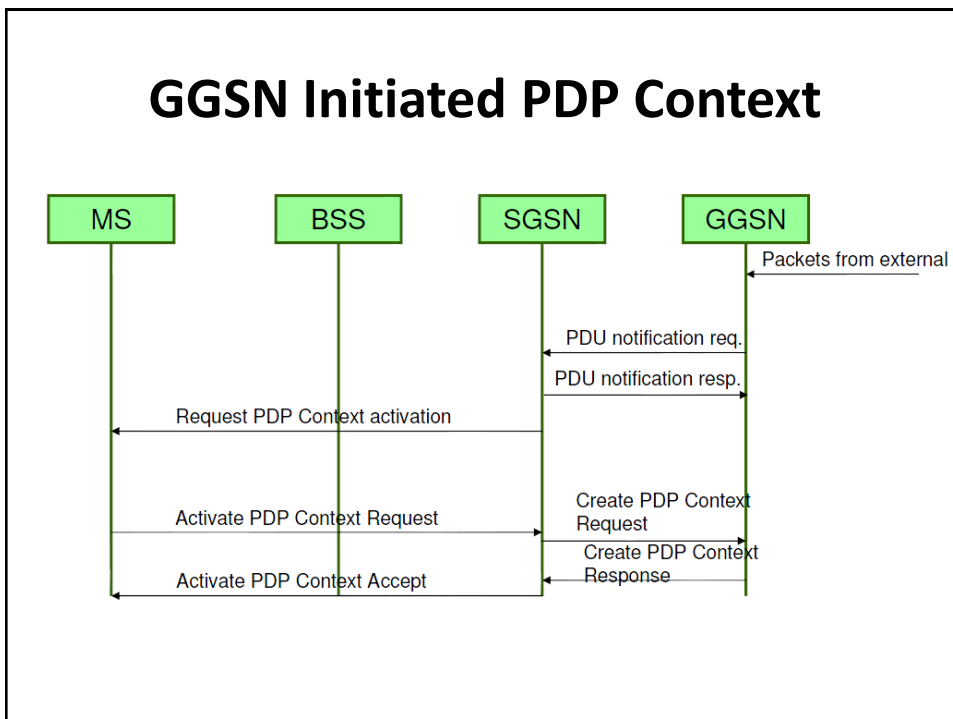 GGSN Initiated PDP Context
MS
BSS
SGSN
GGSN
Packets from external
PDU notification req.
PDU notification resp.
Request PDP Context activation
Activate PDP Context Request
Create PDP Context
Request
Create PDP Context
Response
Activate PDP Context Accept